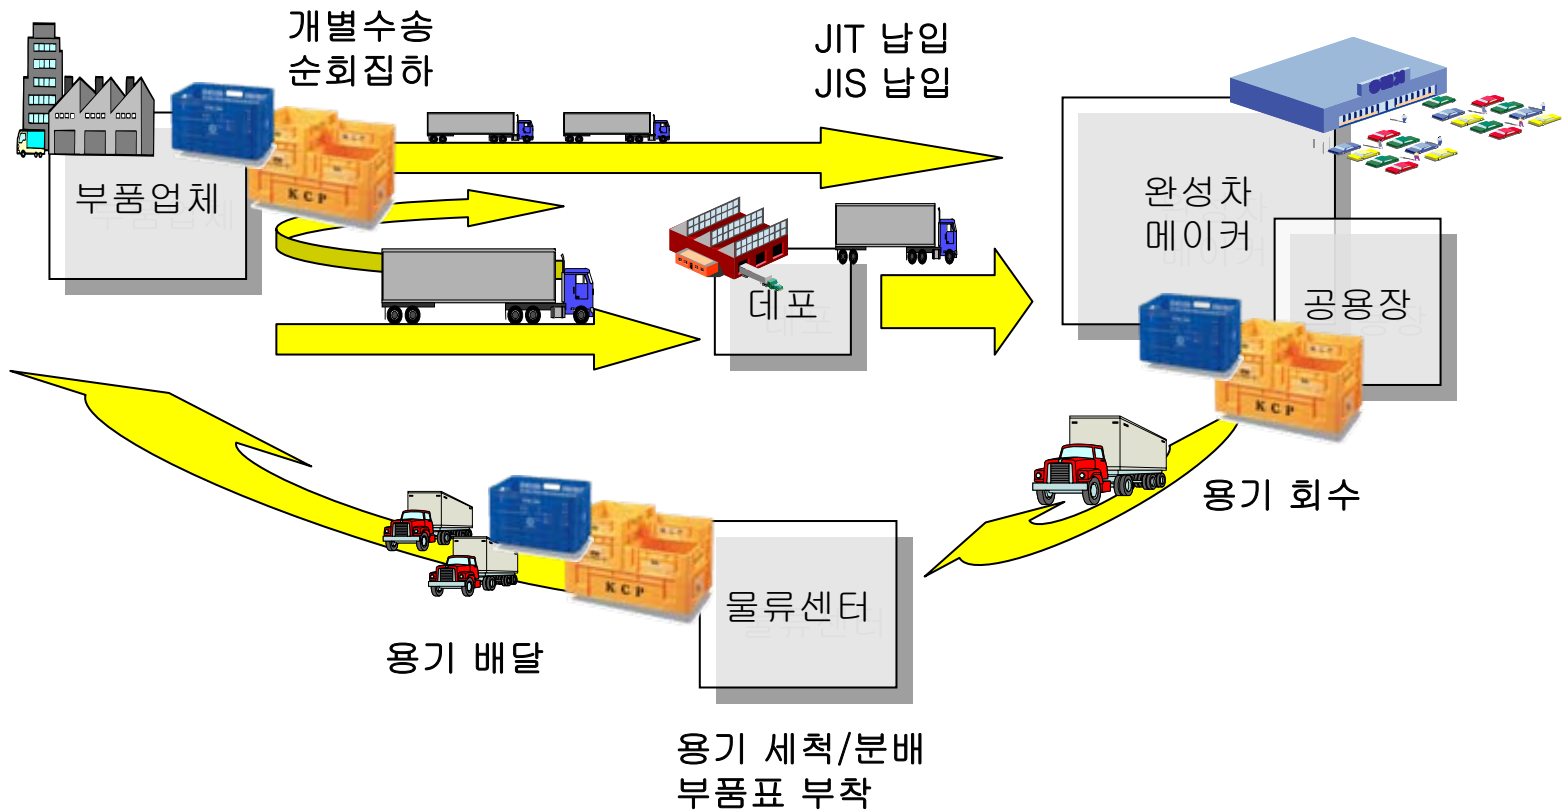 개별수송
순회집하
JIT 납입
JIS 납입
KCP
부품업체
완성차
메이커
데포
공용장
KCP
용기 회수
KCP
물류센터
용기 배달
용기 세척/분배
부품표 부착